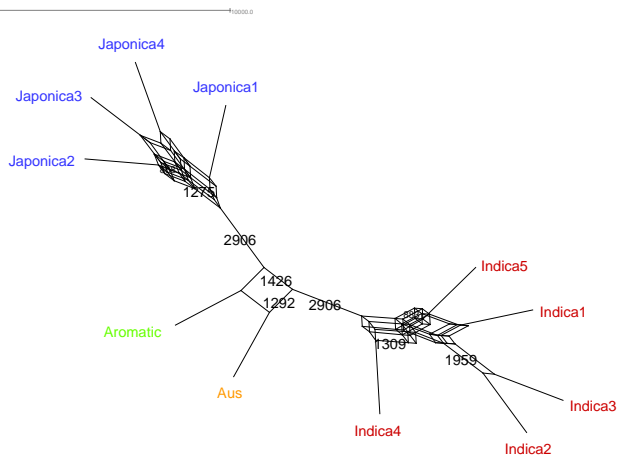 10000.0
Japonica4
Japonica3
Japonica1
Japonica2
1275
2906
Indica5
1426
1292
2906
Indica1
Aromatic
1309
1959
Aus
Indica3
Indica4
Indica2